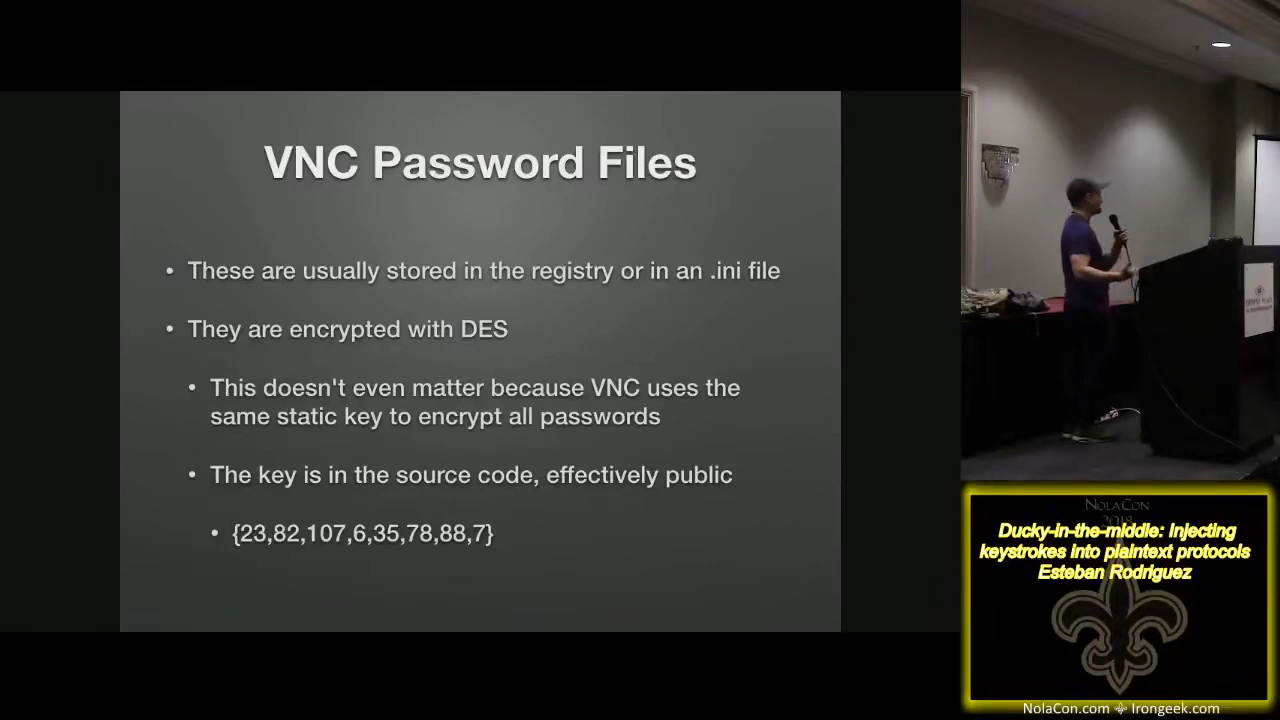 VNC Password Files
• These are usually stored in the registry or in an .ini file
• They are encrypted with DES
• This doesn't even matter because VNC uses the
same static key to encrypt all passwords
• The key is in the source code, effectively public
• {23,82,107,6,35,78,88,7}
NolaCon
2018
Ducky-in-the-middle: Injecting
keystrokes into plaintext protocols
Esteban Rodriguez
NolaCon.com Irongeek.com